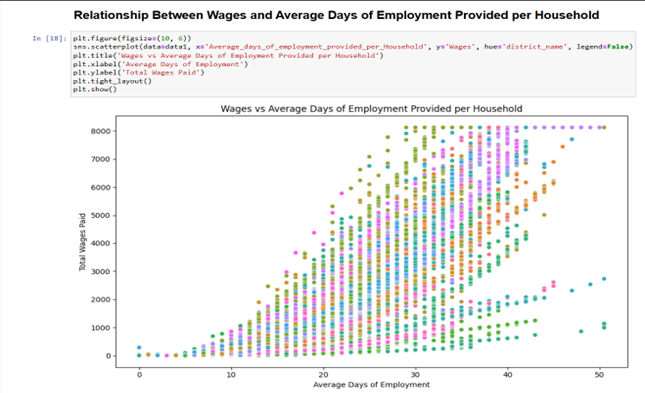 Relationship Between Wages and Average Days of Employment Provided per Household
In [18]: plt.figure(figsize=(10, 6))
sns.scatterplot(data=data1, x='Average_days_of_employment_provided_per_Household', y='Wages', hue='district_name', legend=False)
plt.title('Wages vs Average Days of Employment Provided per Household')
plt.xlabel('Average Days of Employment')
plt.ylabel('Total Wages Paid')
plt.tight_layout()
plt.show()
Wages vs Average Days of Employment Provided per Household
8000
7000
6000
5000
4000
3000
2000
1000
0
Total Wages Paid
0 10 20 30 40 50
Average Days of Employment